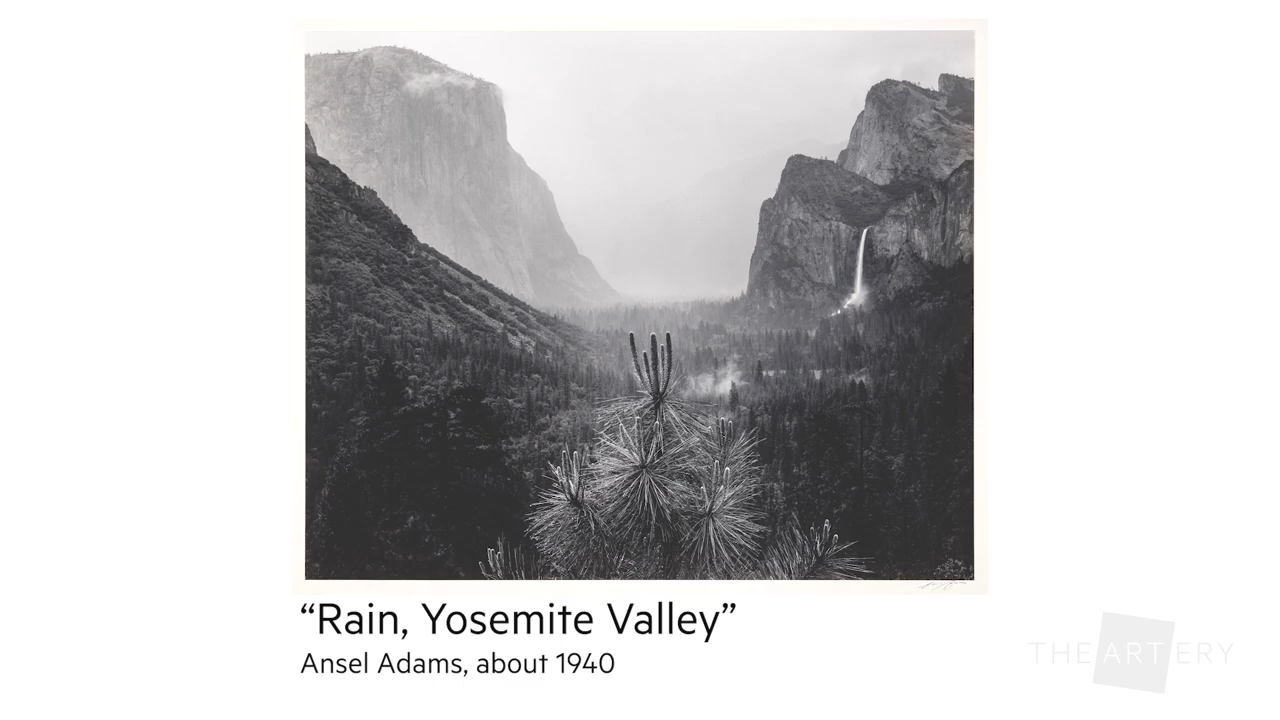 “Rain, Yosemite Valley”
Ansel Adams, about 1940
THE ARTERY